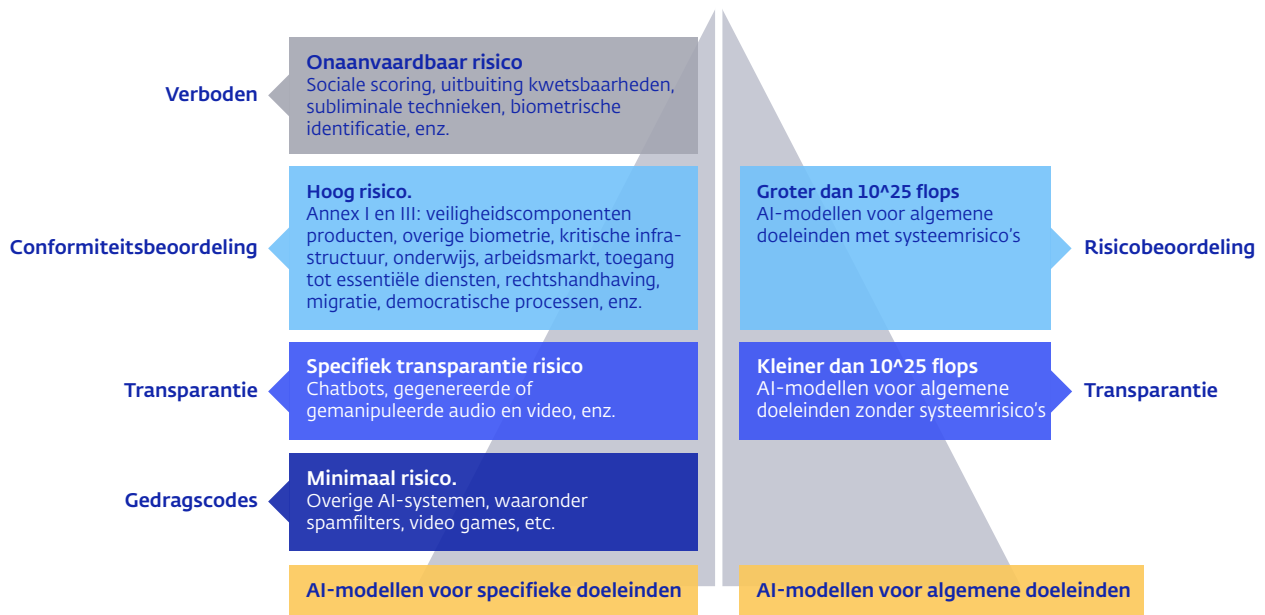 Verboden
Onaanvaardbaar risico
Sociale scoring, uitbuiting kwetsbaarheden,
subliminale technieken, biometrische
identificatie, enz.
Conformiteitsbeoordeling
Hoog risico.
Annex I en III: veiligheidscomponenten
producten, overige biometrie, kritische infra-
structuur, onderwijs, arbeidsmarkt, toegang
tot essentiële diensten, rechtshandhaving,
migratie, democratische processen, enz.
Groter dan 10^25 flops
AI-modellen voor algemene
doeleinden met systeemrisico's
Risicobeoordeling
Transparantie
Specifiek transparantie risico
Chatbots, gegenereerde of
gemanipuleerde audio en video, enz.
Kleiner dan 10^25 flops
AI-modellen voor algemene
doeleinden zonder systeemrisico's
Transparantie
Gedragscodes
Minimaal risico.
Overige AI-systemen, waaronder
spamfilters, video games, etc.
AI-modellen voor specifieke doeleinden
AI-modellen voor algemene doeleinden